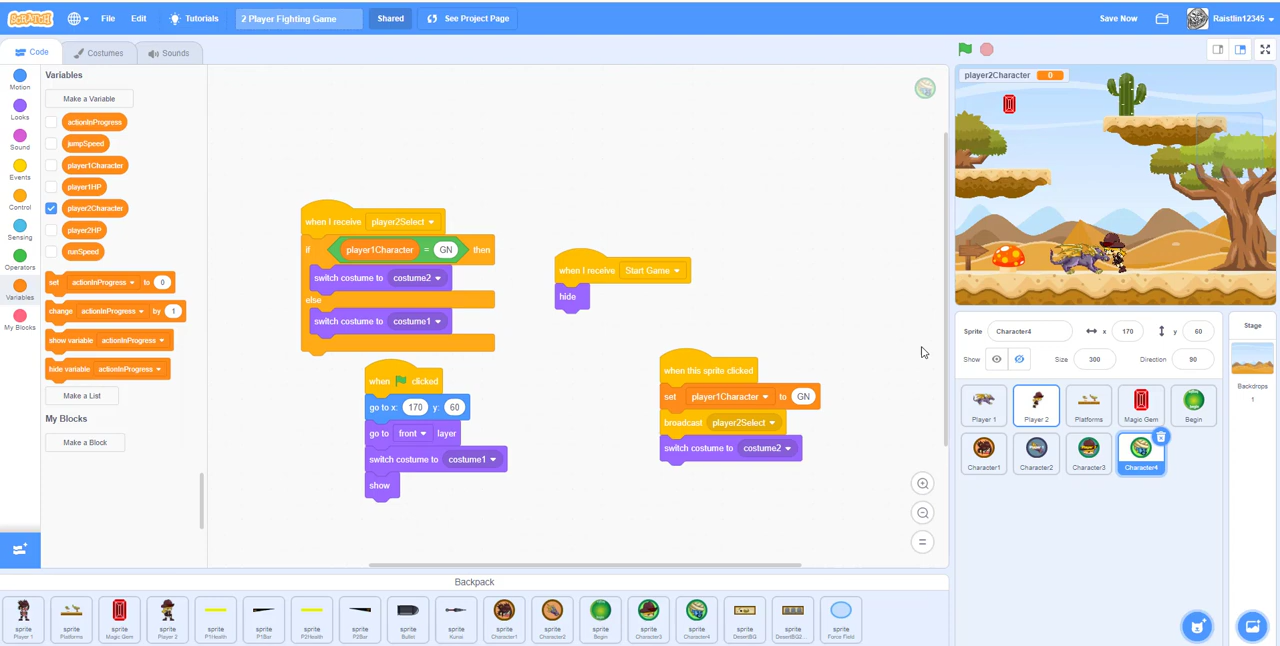 SCRATCH File Edit Tutorials 2 Player Fighting Game Shared See Project Page Save Now Raistlin12345
Code Costumes Sounds
Motion
Looks
Sound
Events
Control
Sensing
Operators
Variables
My Blocks
Variables
Make a Variable
actionInProgress
jumpSpeed
player1Character
player1HP
player2Character
player2HP
runSpeed
set actionInProgress to 0
change actionInProgress by 1
show variable actionInProgress
hide variable actionInProgress
Make a List
My Blocks
Make a Block
when I receive player2Select
if player1Character = GN then
switch costume to costume2
else
switch costume to costume1
when clicked
go to x: 170 y: 60
go to front layer
switch costume to costume1
show
when I receive Start Game
hide
when this sprite clicked
set player1Character to GN
broadcast player2Select
switch costume to costume2
player2Character 0
Sprite Character4 x 170 y 60
Show Size 300 Direction 90
Player 1 Player 2 Platforms Magic Gem Begin
Character1 Character2 Character3 Character4
Stage
Backdrops
1
Backpack
sprite sprite sprite sprite sprite sprite sprite sprite sprite sprite sprite sprite sprite sprite sprite sprite sprite sprite
Player 1 Platforms Magic Gem Player 2 P1Health P1Bar P2Health P2Bar Bullet Kunai Character1 Character2 Begin Character3 Character4 DesertBG DesertBG2... Force Field